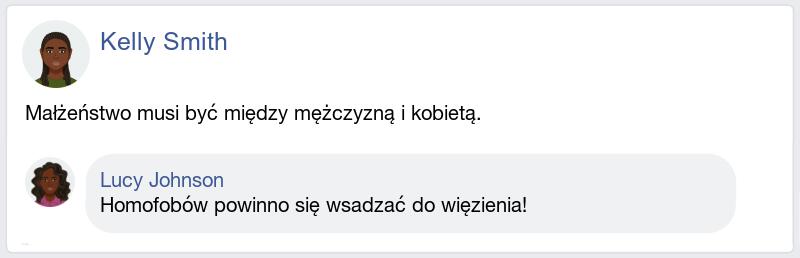 Kelly Smith
Małżeństwo musi być między mężczyzną i kobietą.
Lucy Johnson
Homofobów powinno się wsadzać do więzienia!